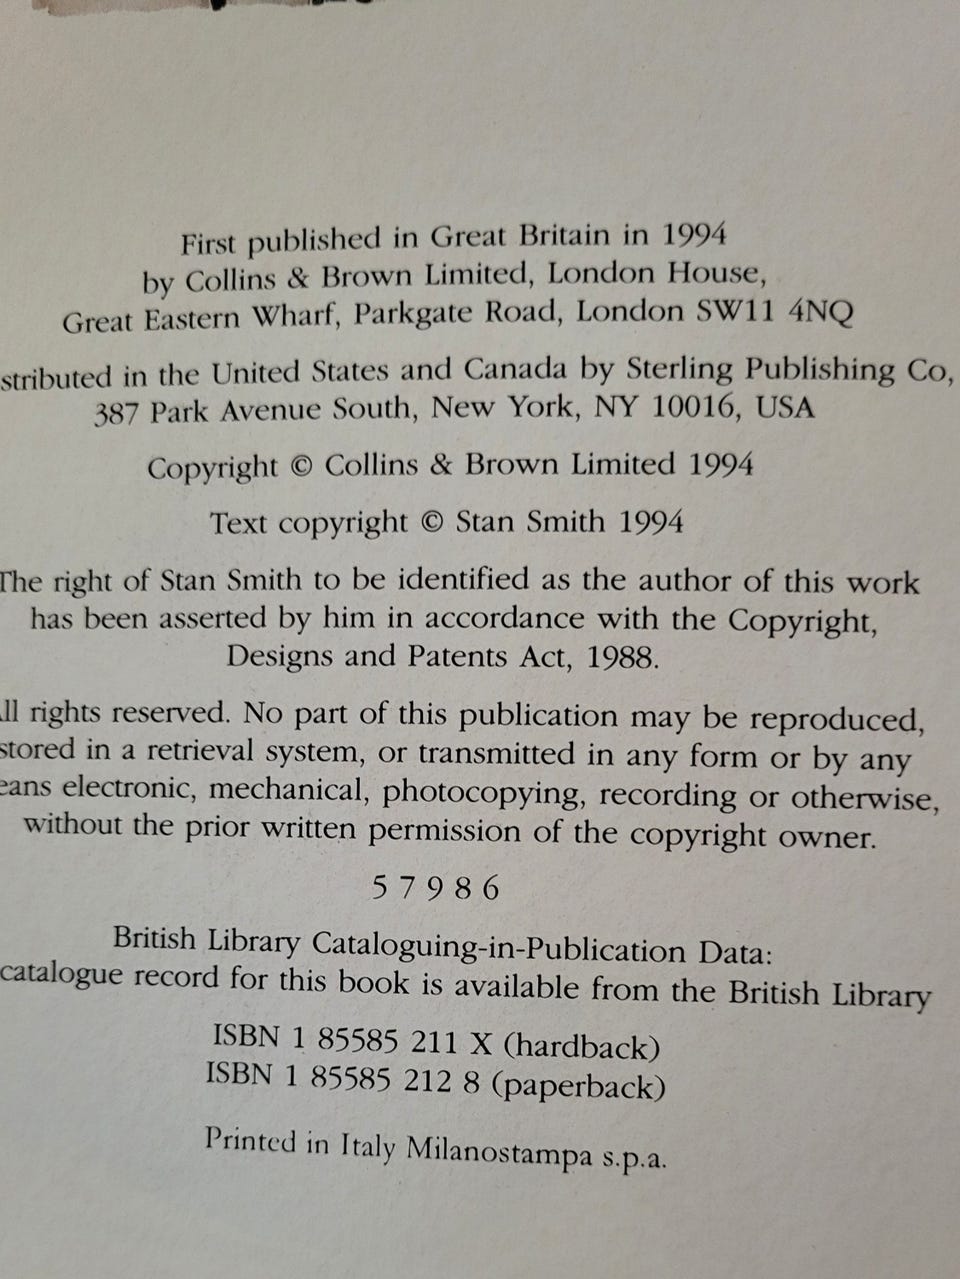 First published in Great Britain in 1994
by Collins & Brown Limited, London House,
Great Eastern Wharf, Parkgate Road, London SW11 4NQ
stributed in the United States and Canada by Sterling Publishing Co,
387 Park Avenue South, New York, NY 10016, USA
Copyright © Collins & Brown Limited 1994
Text copyright © Stan Smith 1994
The right of Stan Smith to be identified as the author of this work
has been asserted by him in accordance with the Copyright,
Designs and Patents Act, 1988.
ll rights reserved. No part of this publication may be reproduced,
stored in a retrieval system, or transmitted in any form or by any
eans electronic, mechanical, photocopying, recording or otherwise,
without the prior written permission of the copyright owner.
5 7 9 8 6
British Library Cataloguing-in-Publication Data:
catalogue record for this book is available from the British Library
ISBN 1 85585 211 X (hardback)
ISBN 1 85585 212 8 (paperback)
Printed in Italy Milanostampa s.p.a.